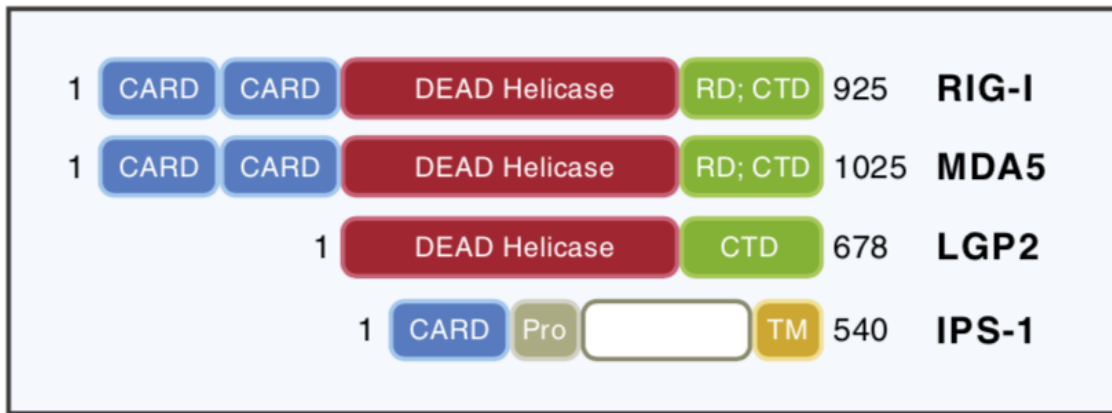 1 CARD CARD DEAD Helicase RD; CTD 925 RIG-I
1 CARD CARD DEAD Helicase RD; CTD 1025 MDA5
1 DEAD Helicase CTD 678 LGP2
1 CARD Pro TM 540 IPS-1